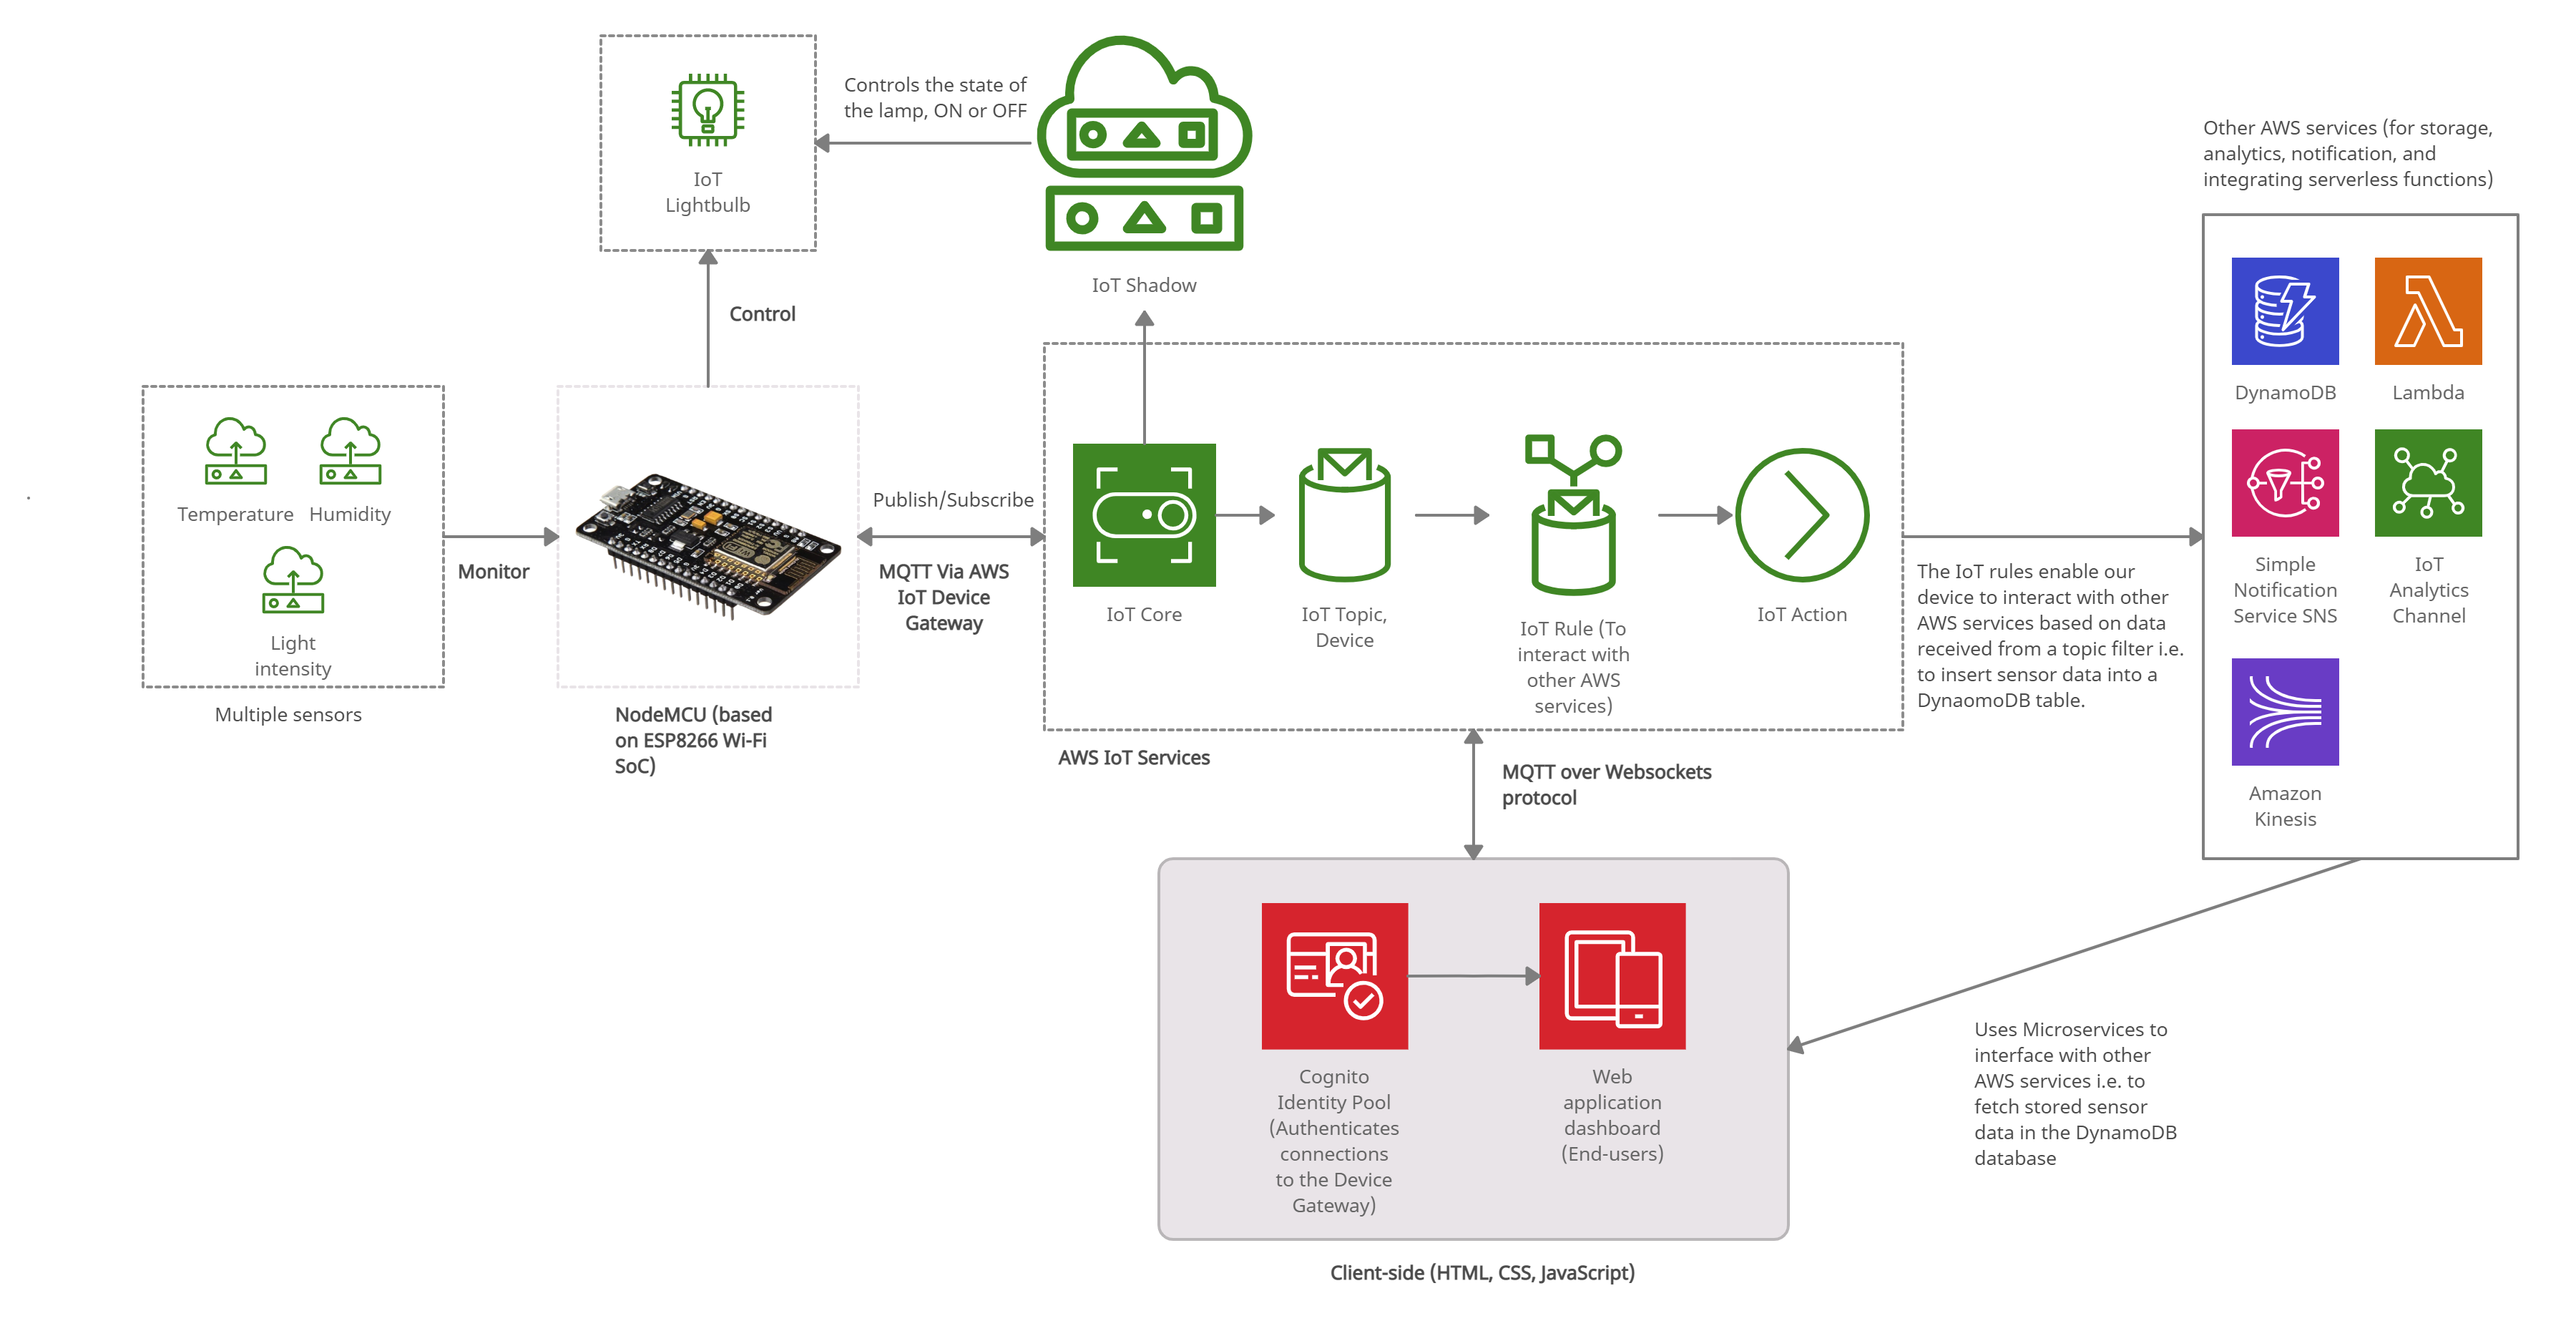 Controls the state of
the lamp, ON or OFF
IoT
Lightbulb
IoT Shadow
Control
Other AWS services (for storage,
analytics, notification, and
integrating serverless functions)
DynamoDB
Lambda
Simple
Notification
Service SNS
IoT
Analytics
Channel
Amazon
Kinesis
Temperature
Humidity
Light
intensity
Multiple sensors
Monitor
NodeMCU (based
on ESP8266 Wi-Fi
SoC)
Publish/Subscribe
MQTT Via AWS
IoT Device
Gateway
IoT Core
IoT Topic,
Device
IoT Rule (To
interact with
other AWS
services)
IoT Action
AWS IoT Services
The IoT rules enable our
device to interact with other
AWS services based on data
received from a topic filter i.e.
to insert sensor data into a
DynaomoDB table.
MQTT over Websockets
protocol
Cognito
Identity Pool
(Authenticates
connections
to the Device
Gateway)
Web
application
dashboard
(End-users)
Uses Microservices to
interface with other
AWS services i.e. to
fetch stored sensor
data in the DynamoDB
database
Client-side (HTML, CSS, JavaScript)